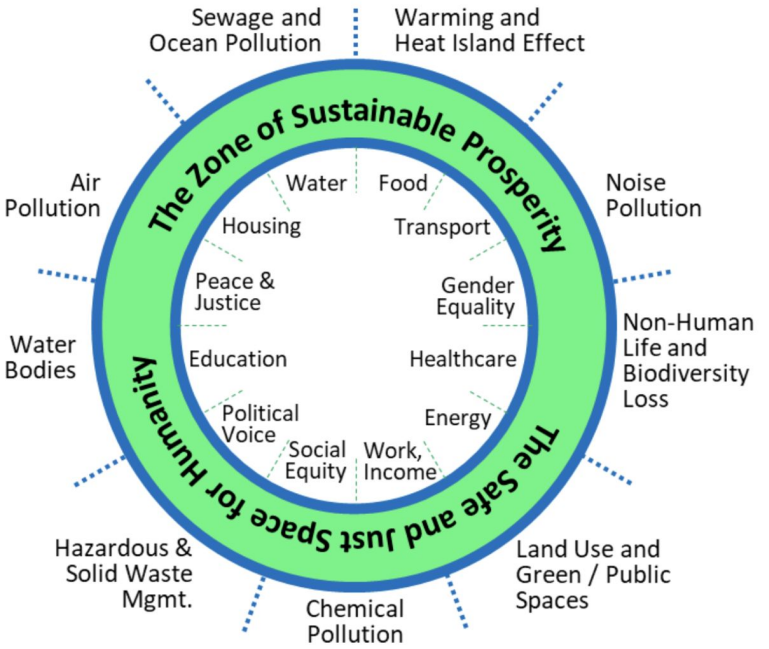 Sewage and
Ocean Pollution
Warming and
Heat Island Effect
The Zone of Sustainable Prosperity
Air
Pollution
Noise
Pollution
Water
Food
Housing
Transport
Peace &
Justice
Gender
Equality
Water
Bodies
Non-Human
Life and
Biodiversity
Loss
Education
Healthcare
Political
Voice
Energy
Social
Equity
Work,
Income
The Safe and Just Space for Humanity
Hazardous &
Solid Waste
Mgmt.
Land Use and
Green / Public
Spaces
Chemical
Pollution